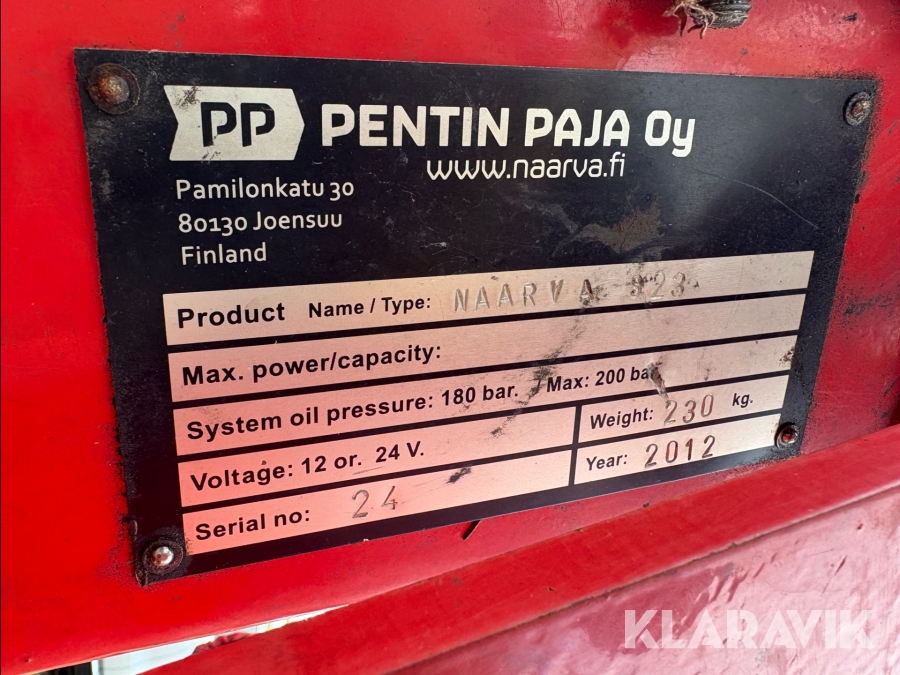 PP PENTIN PAJA Oy
www.naarva.fi
Pamilonkatu 30
80130 Joensuu
Finland
Product Name / Type: NAARVA S23
Max. power/capacity:
System oil pressure: 180 bar. / Max: 200 bar
Weight: 230 kg.
Voltage: 12 or. 24 V.
Year: 2012
Serial no: 24
KLARAVIK